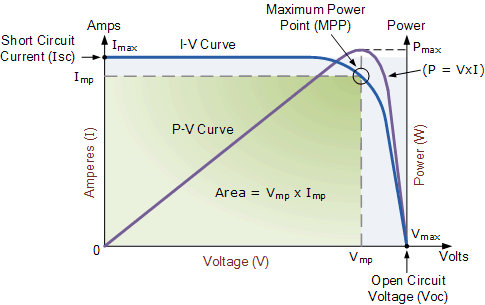 Amps
Maximum Power
Point (MPP)
Power
Short Circuit
Current (Isc)
Imax
I-V Curve
Pmax
Imp
(P = VxI)
P-V Curve
Amperes (I)
Power (W)
Area = Vmp x Imp
0
Vmax
Voltage (V)
Vmp
Volts
Open Circuit
Voltage (Voc)